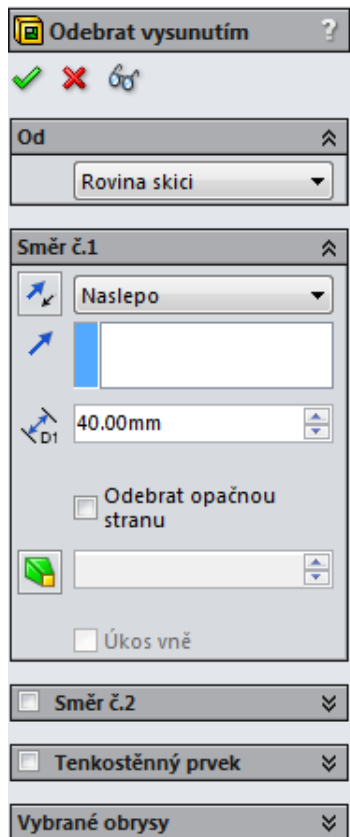 Odebrat vysunutím ?
Od
Rovina skici
Směr č.1
Naslepo
D1 40.00mm
Odebrat opačnou
stranu
Úkos vně
Směr č.2
Tenkostěnný prvek
Vybrané obrysy